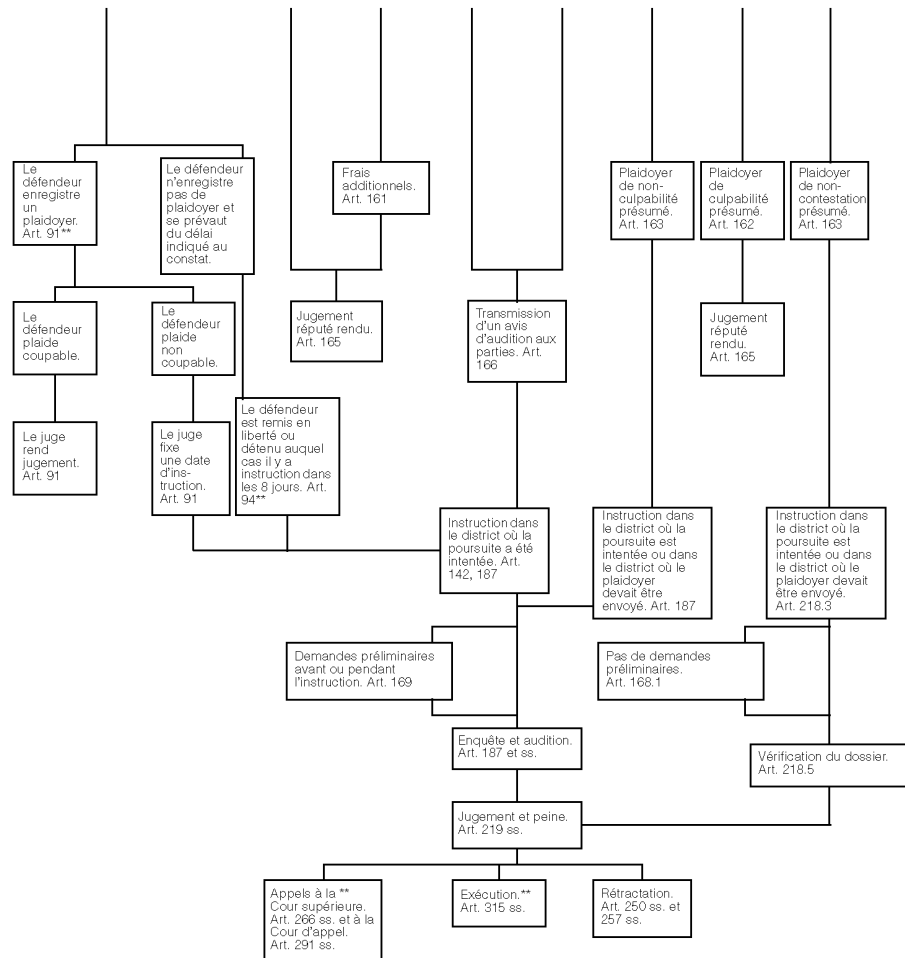 Le
défendeur
enregistre
un
plaidoyer.
Art. 91**
Le défendeur
n'enregistre
pas de
plaidoyer et
se prévaut
du délai
indiqué au
constat.
Frais
additionnels.
Art. 161
Plaidoyer
de non-
culpabilité
présumé.
Art. 163
Plaidoyer
de
culpabilité
présumé.
Art. 162
Plaidoyer
de non-
contestation
présumé.
Art. 163
Le
défendeur
plaide
coupable.
Le
défendeur
plaide
non
coupable.
Jugement
réputé rendu.
Art. 165
Transmission
d'un avis
d'audition aux
parties. Art.
166
Jugement
réputé
rendu.
Art. 165
Le juge
rend
jugement.
Art. 91
Le juge
fixe
une date
d'ins-
truction.
Art. 91
Le défendeur
est remis en
liberté ou
détenu auquel
cas il y a
instruction dans
les 8 jours. Art.
94**
Instruction dans
le district où la
poursuite a été
intentée. Art.
142, 187
Instruction dans
le district où la
poursuite est
intentée ou dans
le district où le
plaidoyer
devait être
envoyé. Art. 187
Instruction dans
le district où la
poursuite est
intentée ou dans
le district où le
plaidoyer devait
être envoyé.
Art. 218.3
Demandes préliminaires
avant ou pendant
l'instruction. Art. 169
Pas de demandes
préliminaires.
Art. 168.1
Enquête et audition.
Art. 187 et ss.
Vérification du dossier.
Art. 218.5
Jugement et peine.
Art. 219 ss.
Appels à la **
Cour supérieure.
Art. 266 ss. et à la
Cour d'appel.
Art. 291 ss.
Exécution.**
Art. 315 ss.
Rétractation.
Art. 250 ss. et
257 ss.